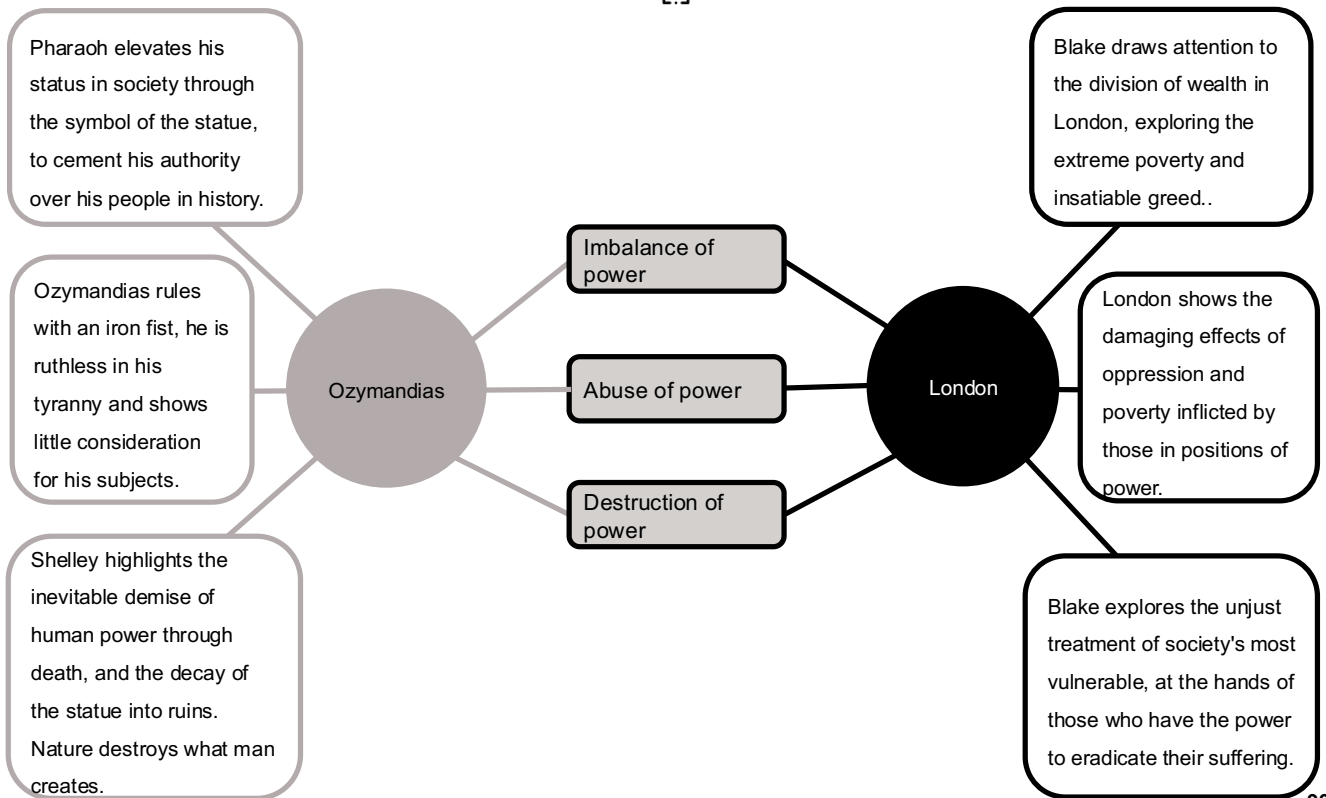 Pharaoh elevates his
status in society through
the symbol of the statue,
to cement his authority
over his people in history.
Ozymandias rules
with an iron fist, he is
ruthless in his
tyranny and shows
little consideration
for his subjects.
Shelley highlights the
inevitable demise of
human power through
death, and the decay of
the statue into ruins.
Nature destroys what man
creates.
Ozymandias
Imbalance of
power
Abuse of power
Destruction of
power
London
Blake draws attention to
the division of wealth in
London, exploring the
extreme poverty and
insatiable greed..
London shows the
damaging effects of
oppression and
poverty inflicted by
those in positions of
power.
Blake explores the unjust
treatment of society's most
vulnerable, at the hands of
those who have the power
to eradicate their suffering.